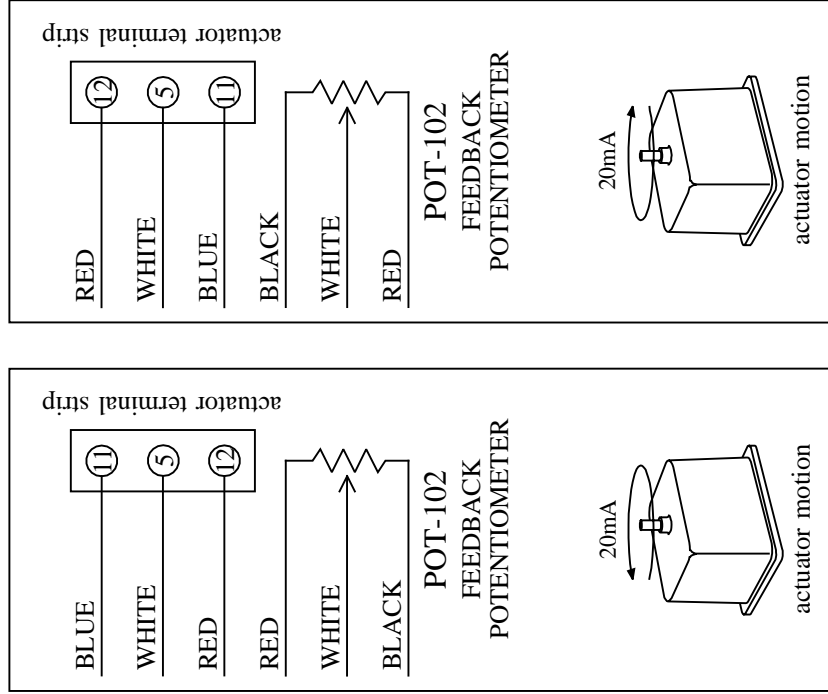 actuator terminal strip
12
5
11
RED
WHITE
BLUE
BLACK
WHITE
RED
POT-102
FEEDBACK
POTENTIOMETER
20mA
actuator motion
actuator terminal strip
11
5
12
BLUE
WHITE
RED
RED
WHITE
BLACK
POT-102
FEEDBACK
POTENTIOMETER
20mA
actuator motion